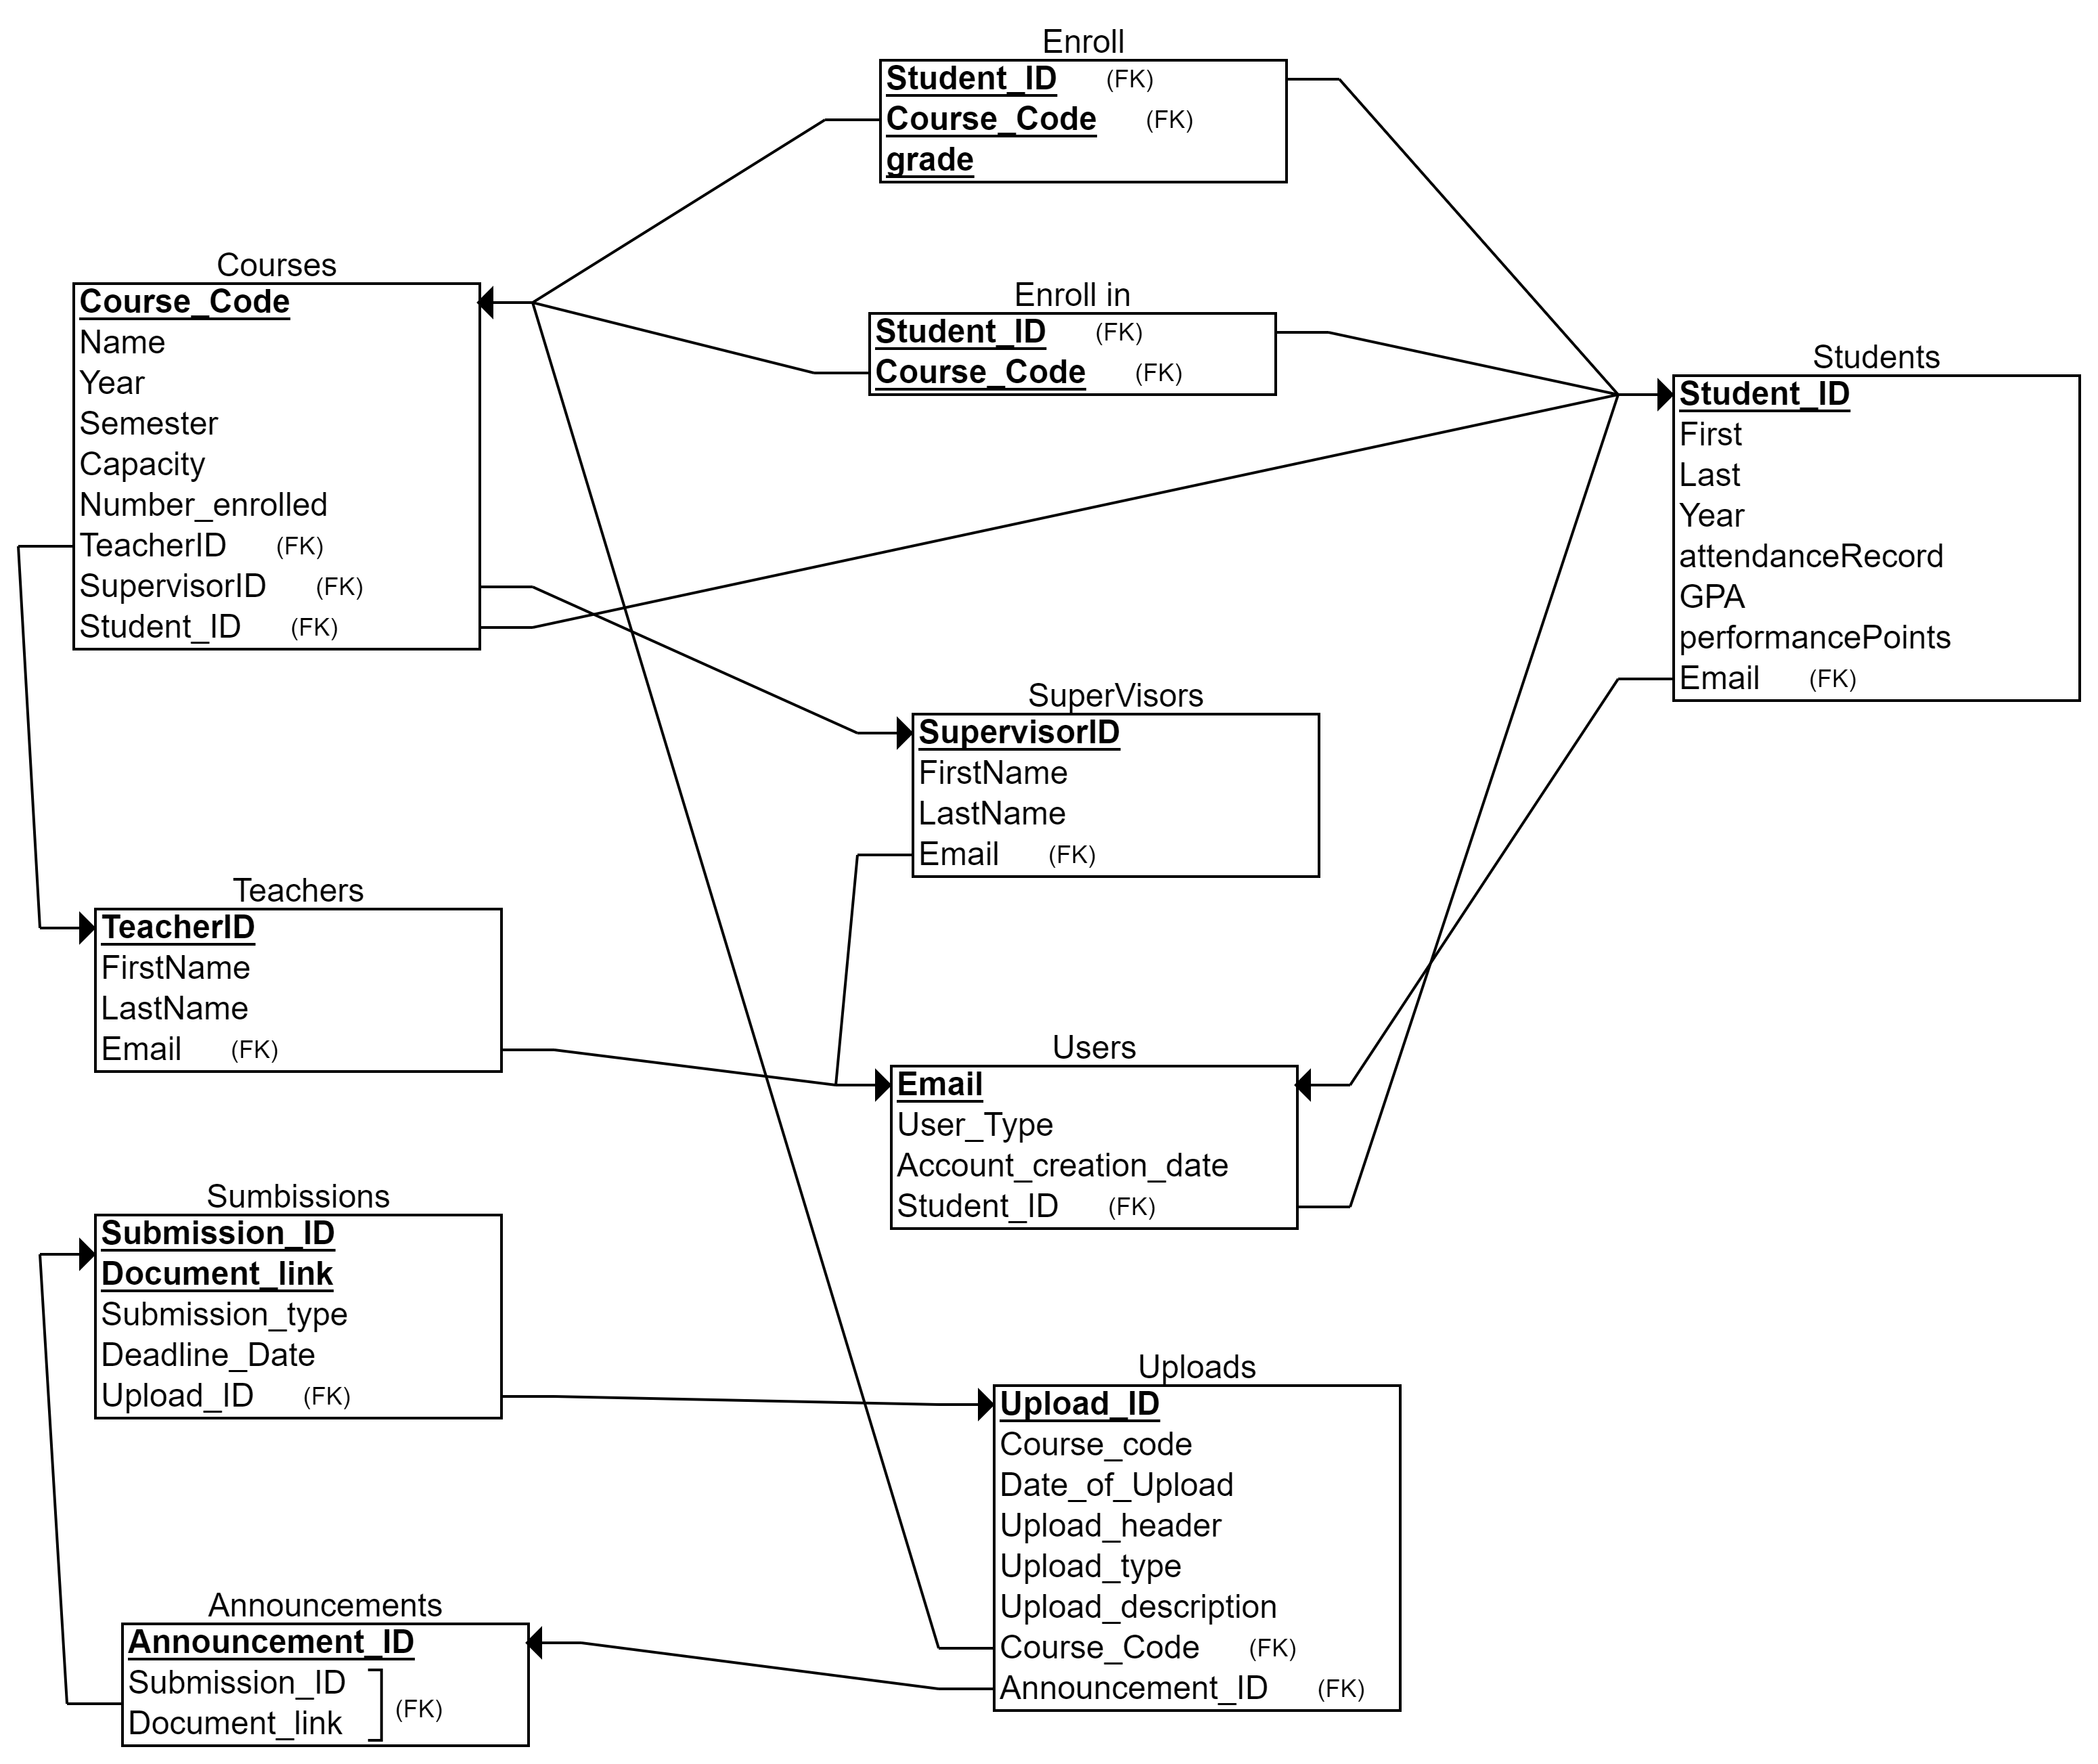 Enroll
Student_ID (FK)
Course_Code (FK)
grade
Courses
Course_Code
Name
Year
Semester
Capacity
Number_enrolled
TeacherID (FK)
SupervisorID (FK)
Student_ID (FK)
Enroll in
Student_ID (FK)
Course_Code (FK)
Students
Student_ID
First
Last
Year
attendanceRecord
GPA
performancePoints
Email (FK)
SuperVisors
SupervisorID
FirstName
LastName
Email (FK)
Teachers
TeacherID
FirstName
LastName
Email (FK)
Users
Email
User_Type
Account_creation_date
Student_ID (FK)
Sumbissions
Submission_ID
Document_link
Submission_type
Deadline_Date
Upload_ID (FK)
Uploads
Upload_ID
Course_code
Date_of_Upload
Upload_header
Upload_type
Upload_description
Course_Code (FK)
Announcement_ID (FK)
Announcements
Announcement_ID
Submission_ID
Document_link
(FK)